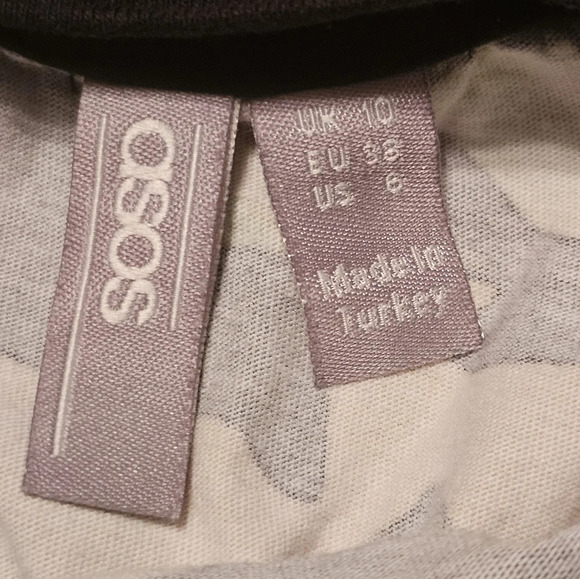 asos
UK 10
EU 38
US 6
Made In
Turkey